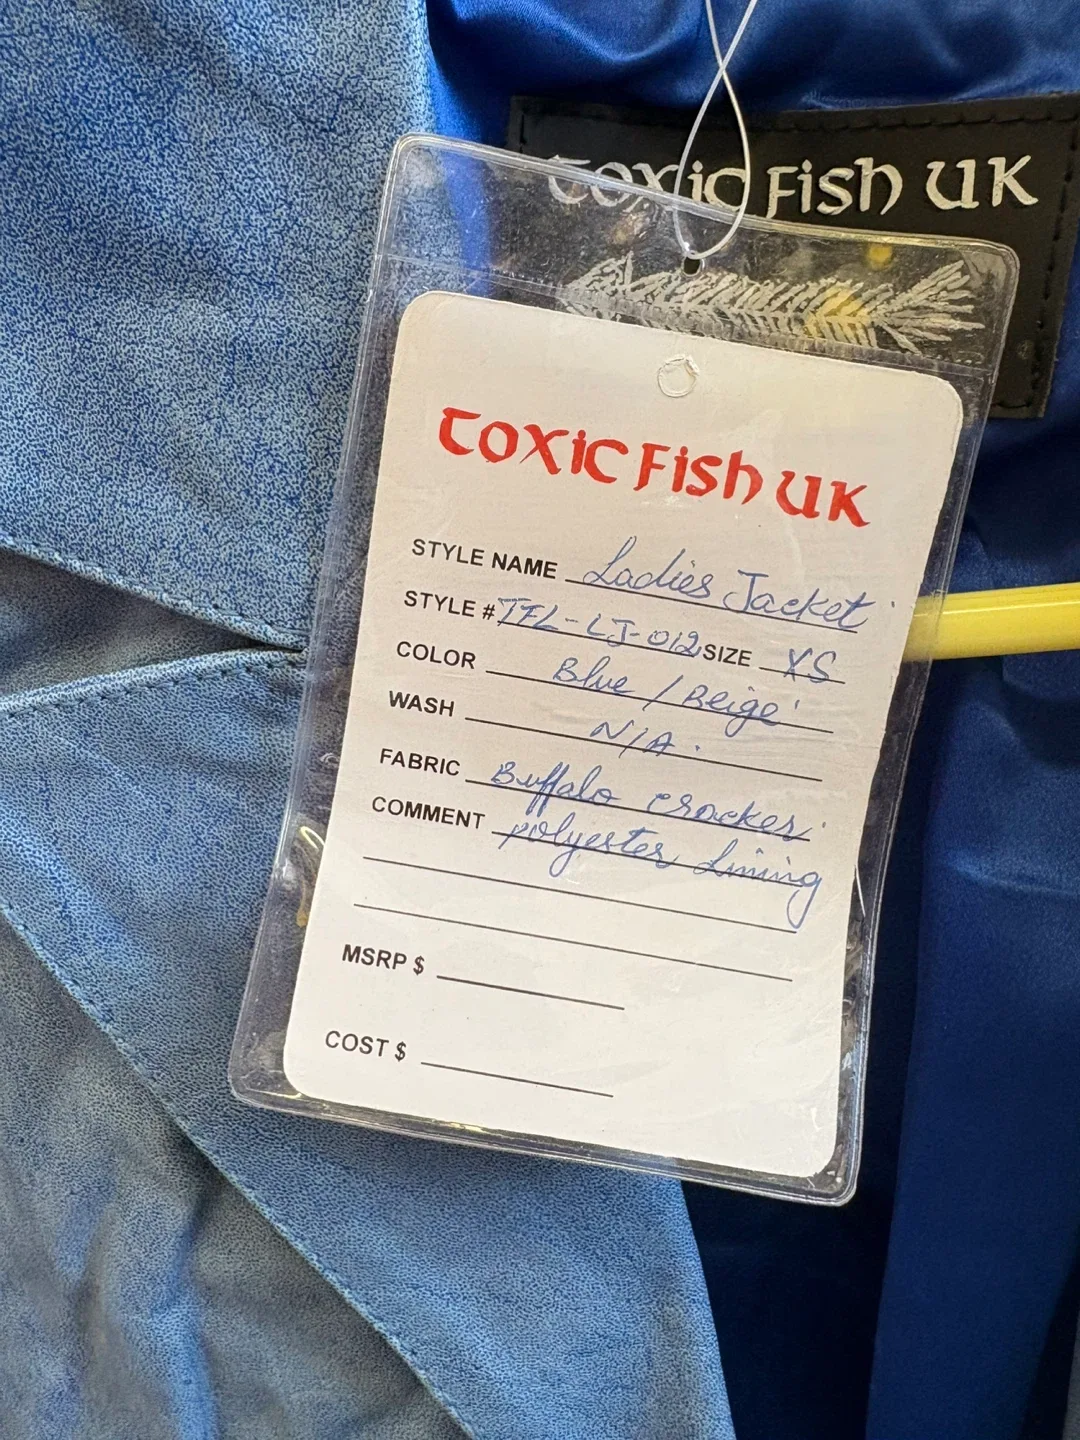 TOXIC FISH UK
TOXIC FISH UK
STYLE NAME Ladies Jacket
STYLE # TFL-LJ-012 SIZE XS
COLOR Blue / Beige
WASH N/A.
FABRIC Buffalo crocker
COMMENT polyester Lining
MSRP $
COST $